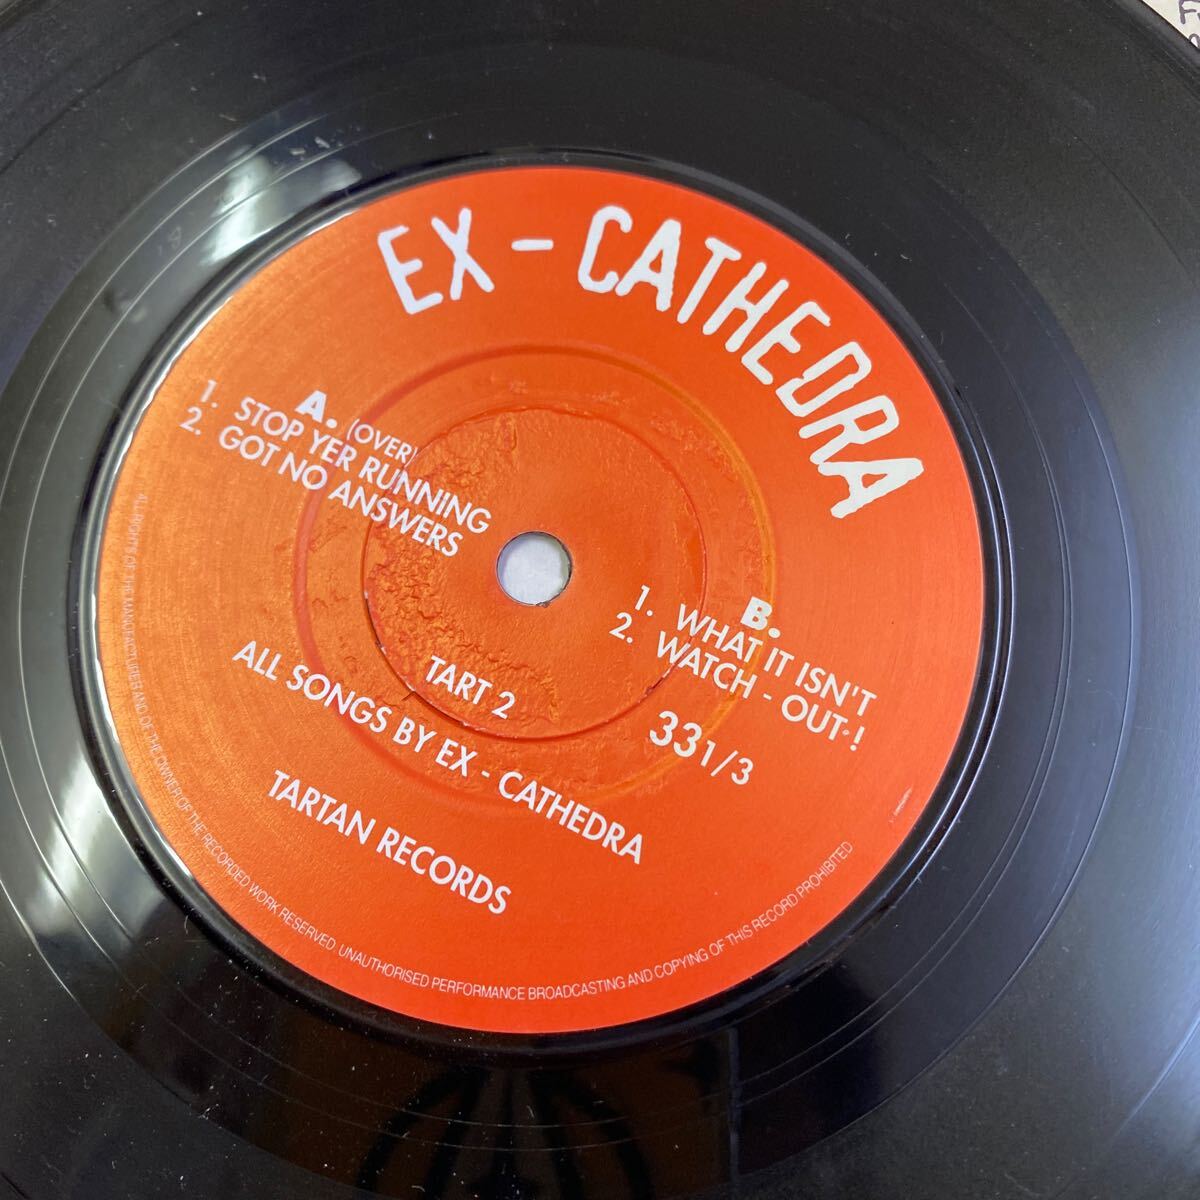 EX - CATHEDRA
A. (OVER)
1. STOP YER RUNNING
2. GOT NO ANSWERS
B.
1. WHAT IT ISN'T
2. WATCH - OUT !
TART 2
33 1/3
ALL SONGS BY EX - CATHEDRA
TARTAN RECORDS
ALL RIGHTS OF THE MANUFACTURER AND OF THE OWNER OF THE RECORDED WORK RESERVED. UNAUTHORISED PERFORMANCE BROADCASTING AND COPYING OF THIS RECORD PROHIBITED